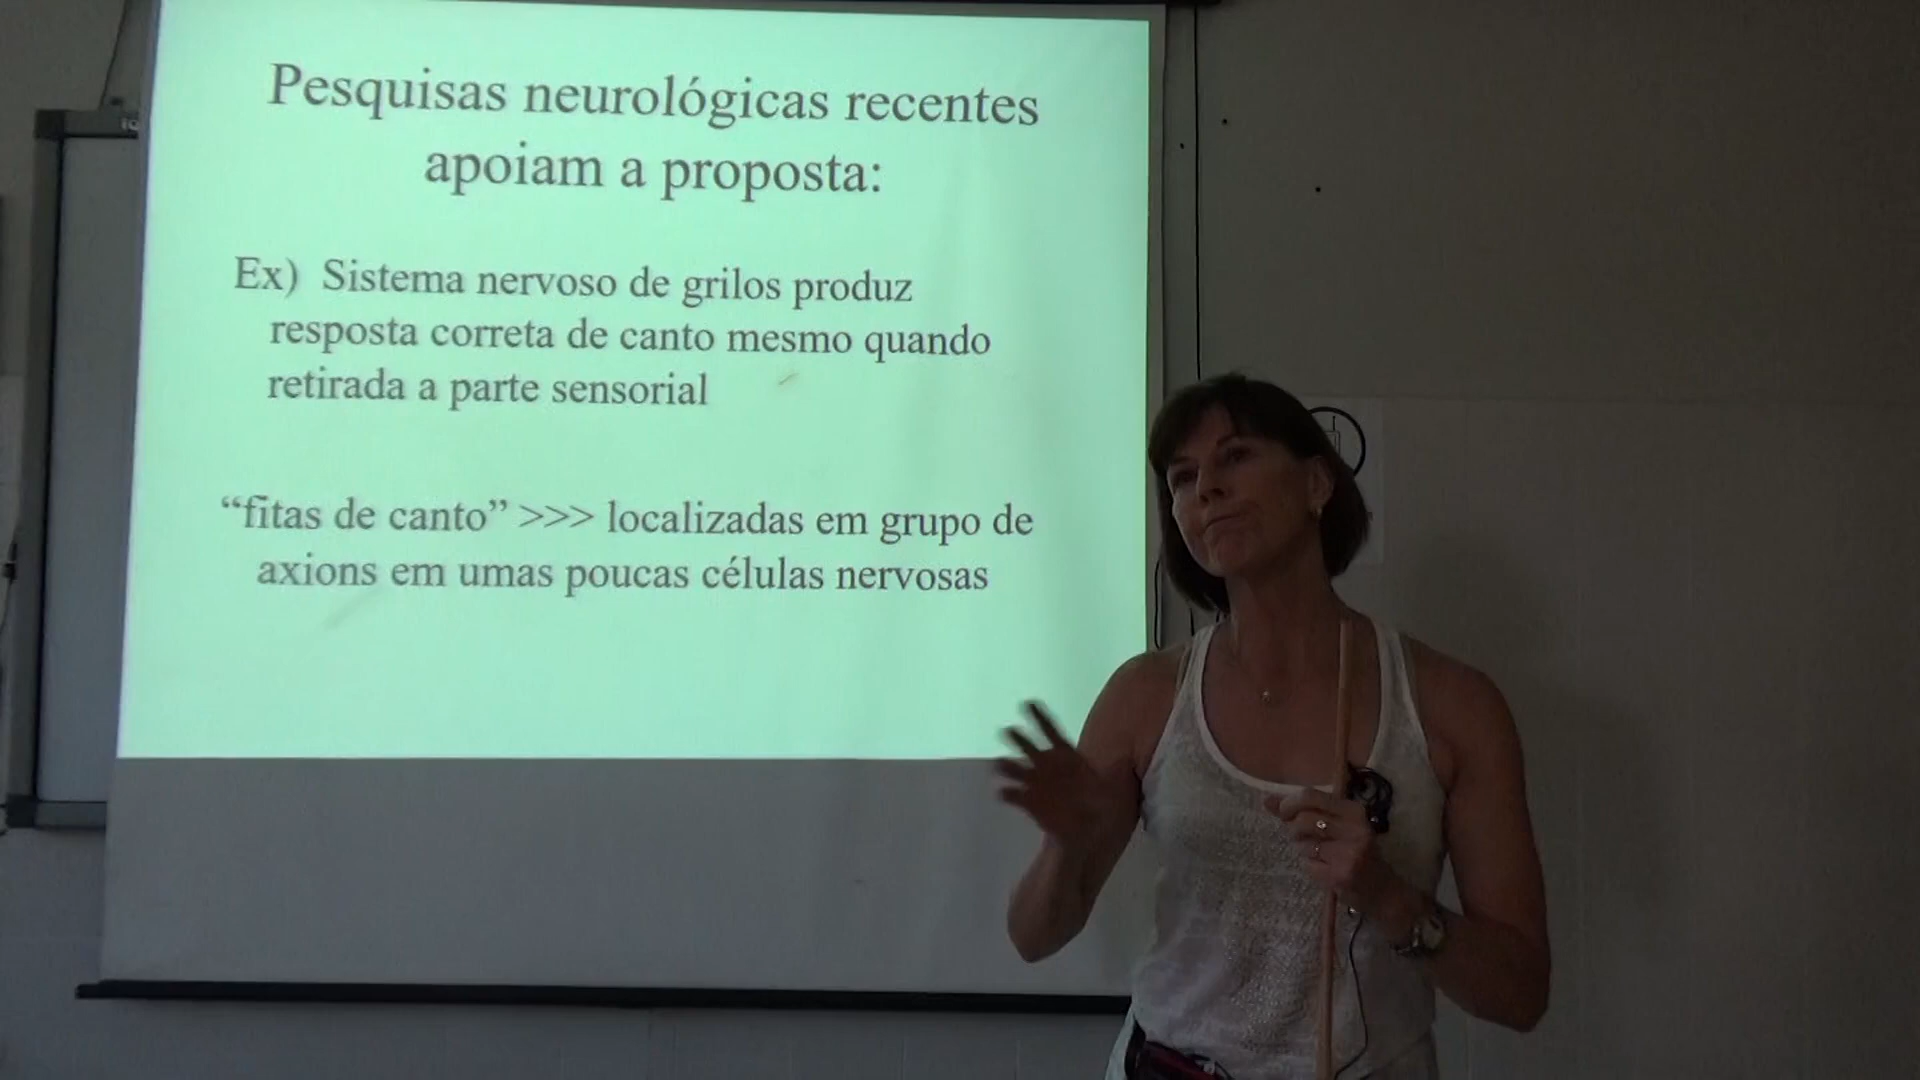 Pesquisas neurológicas recentes
apoiam a proposta:
Ex) Sistema nervoso de grilos produz
resposta correta de canto mesmo quando
retirada a parte sensorial
“fitas de canto” >>> localizadas em grupo de
axions em umas poucas células nervosas